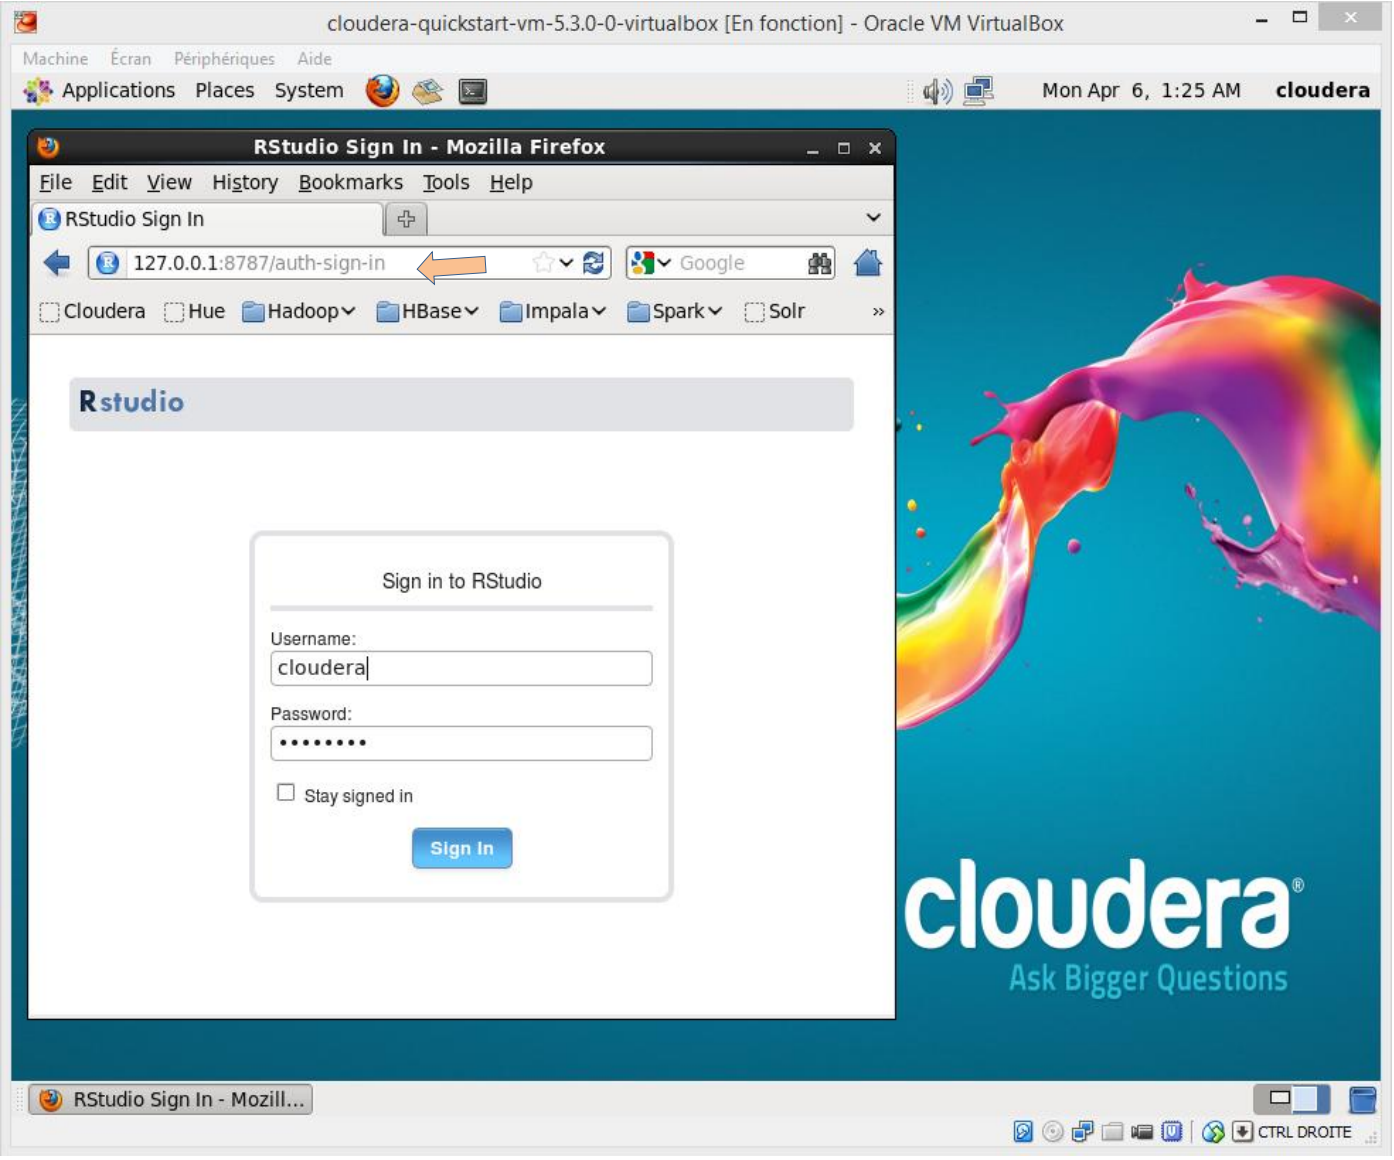 cloudera-quickstart-vm-5.3.0-0-virtualbox [En fonction] - Oracle VM VirtualBox
Machine Écran Périphériques Aide
Applications Places System Mon Apr 6, 1:25 AM cloudera
RStudio Sign In - Mozilla Firefox
File Edit View History Bookmarks Tools Help
RStudio Sign In
127.0.0.1:8787/auth-sign-in Google
Cloudera Hue Hadoop HBase Impala Spark Solr »
R studio
Sign in to RStudio
Username:
cloudera
Password:
••••••••
Stay signed in
Sign In
cloudera®
Ask Bigger Questions
RStudio Sign In - Mozill...
CTRL DROITE